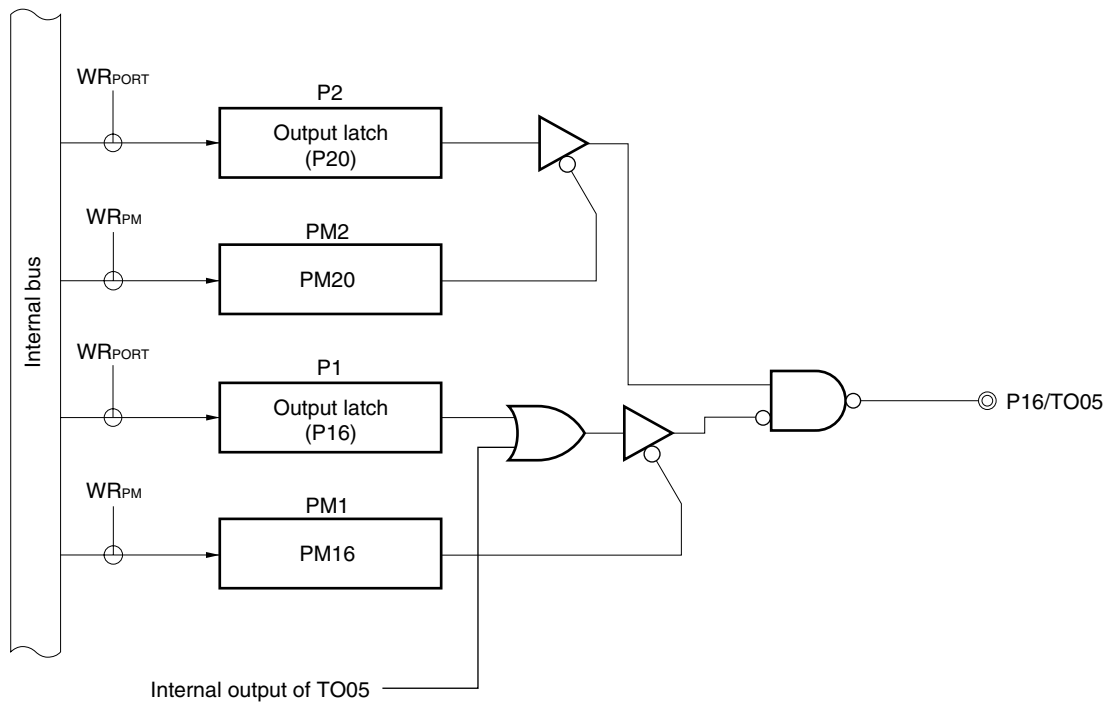 Internal bus
WRPORT
P2
Output latch
(P20)
WRPM
PM2
PM20
WRPORT
P1
Output latch
(P16)
P16/TO05
WRPM
PM1
PM16
Internal output of TO05